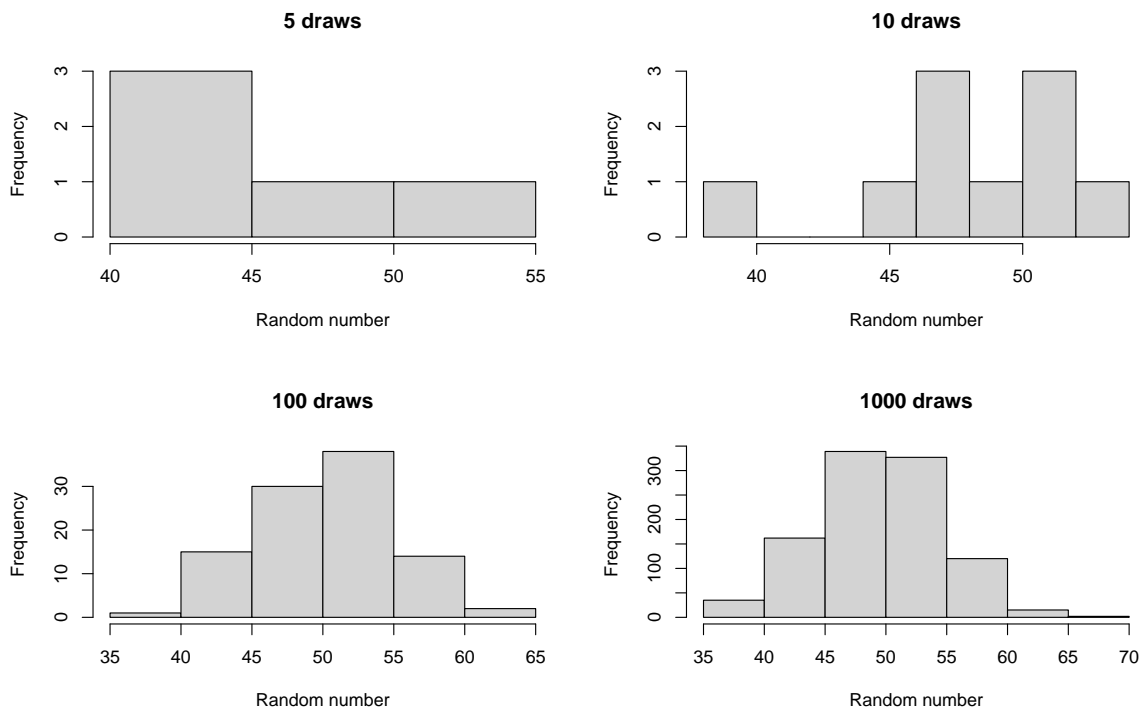 5 draws
Frequency
0 1 2 3
40 45 50 55
Random number
10 draws
Frequency
0 1 2 3
40 45 50
Random number
100 draws
Frequency
0 10 20 30
35 40 45 50 55 60 65
Random number
1000 draws
Frequency
0 100 200 300
35 40 45 50 55 60 65 70
Random number